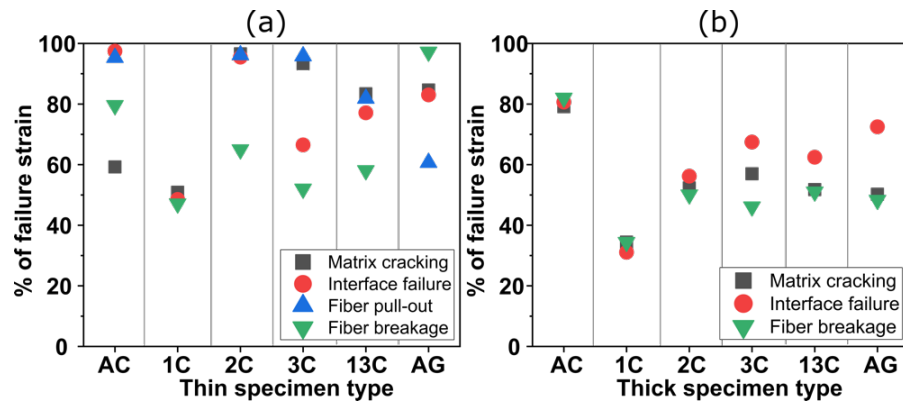 (a)
% of failure strain
100
80
60
40
20
0
Matrix cracking
Interface failure
Fiber pull-out
Fiber breakage
AC 1C 2C 3C 13C AG
Thin specimen type
(b)
% of failure strain
100
80
60
40
20
0
Matrix cracking
Interface failure
Fiber breakage
AC 1C 2C 3C 13C AG
Thick specimen type